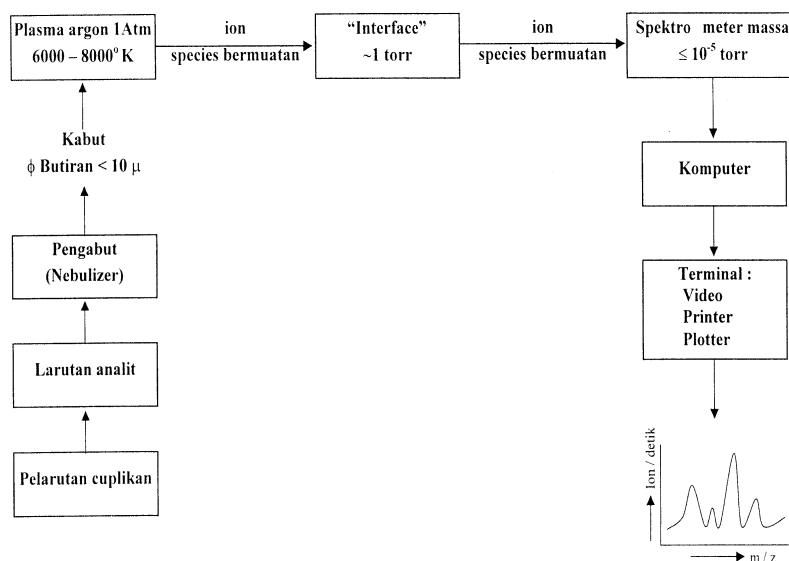 Plasma argon 1Atm
6000 – 8000° K
ion
species bermuatan
“Interface”
~1 torr
ion
species bermuatan
Spektro meter massa
≤ 10⁻⁵ torr
Kabut
ϕ Butiran < 10 µ
Pengabut
(Nebulizer)
Larutan analit
Pelarutan cuplikan
Komputer
Terminal :
Video
Printer
Plotter
Ion / detik
m / z